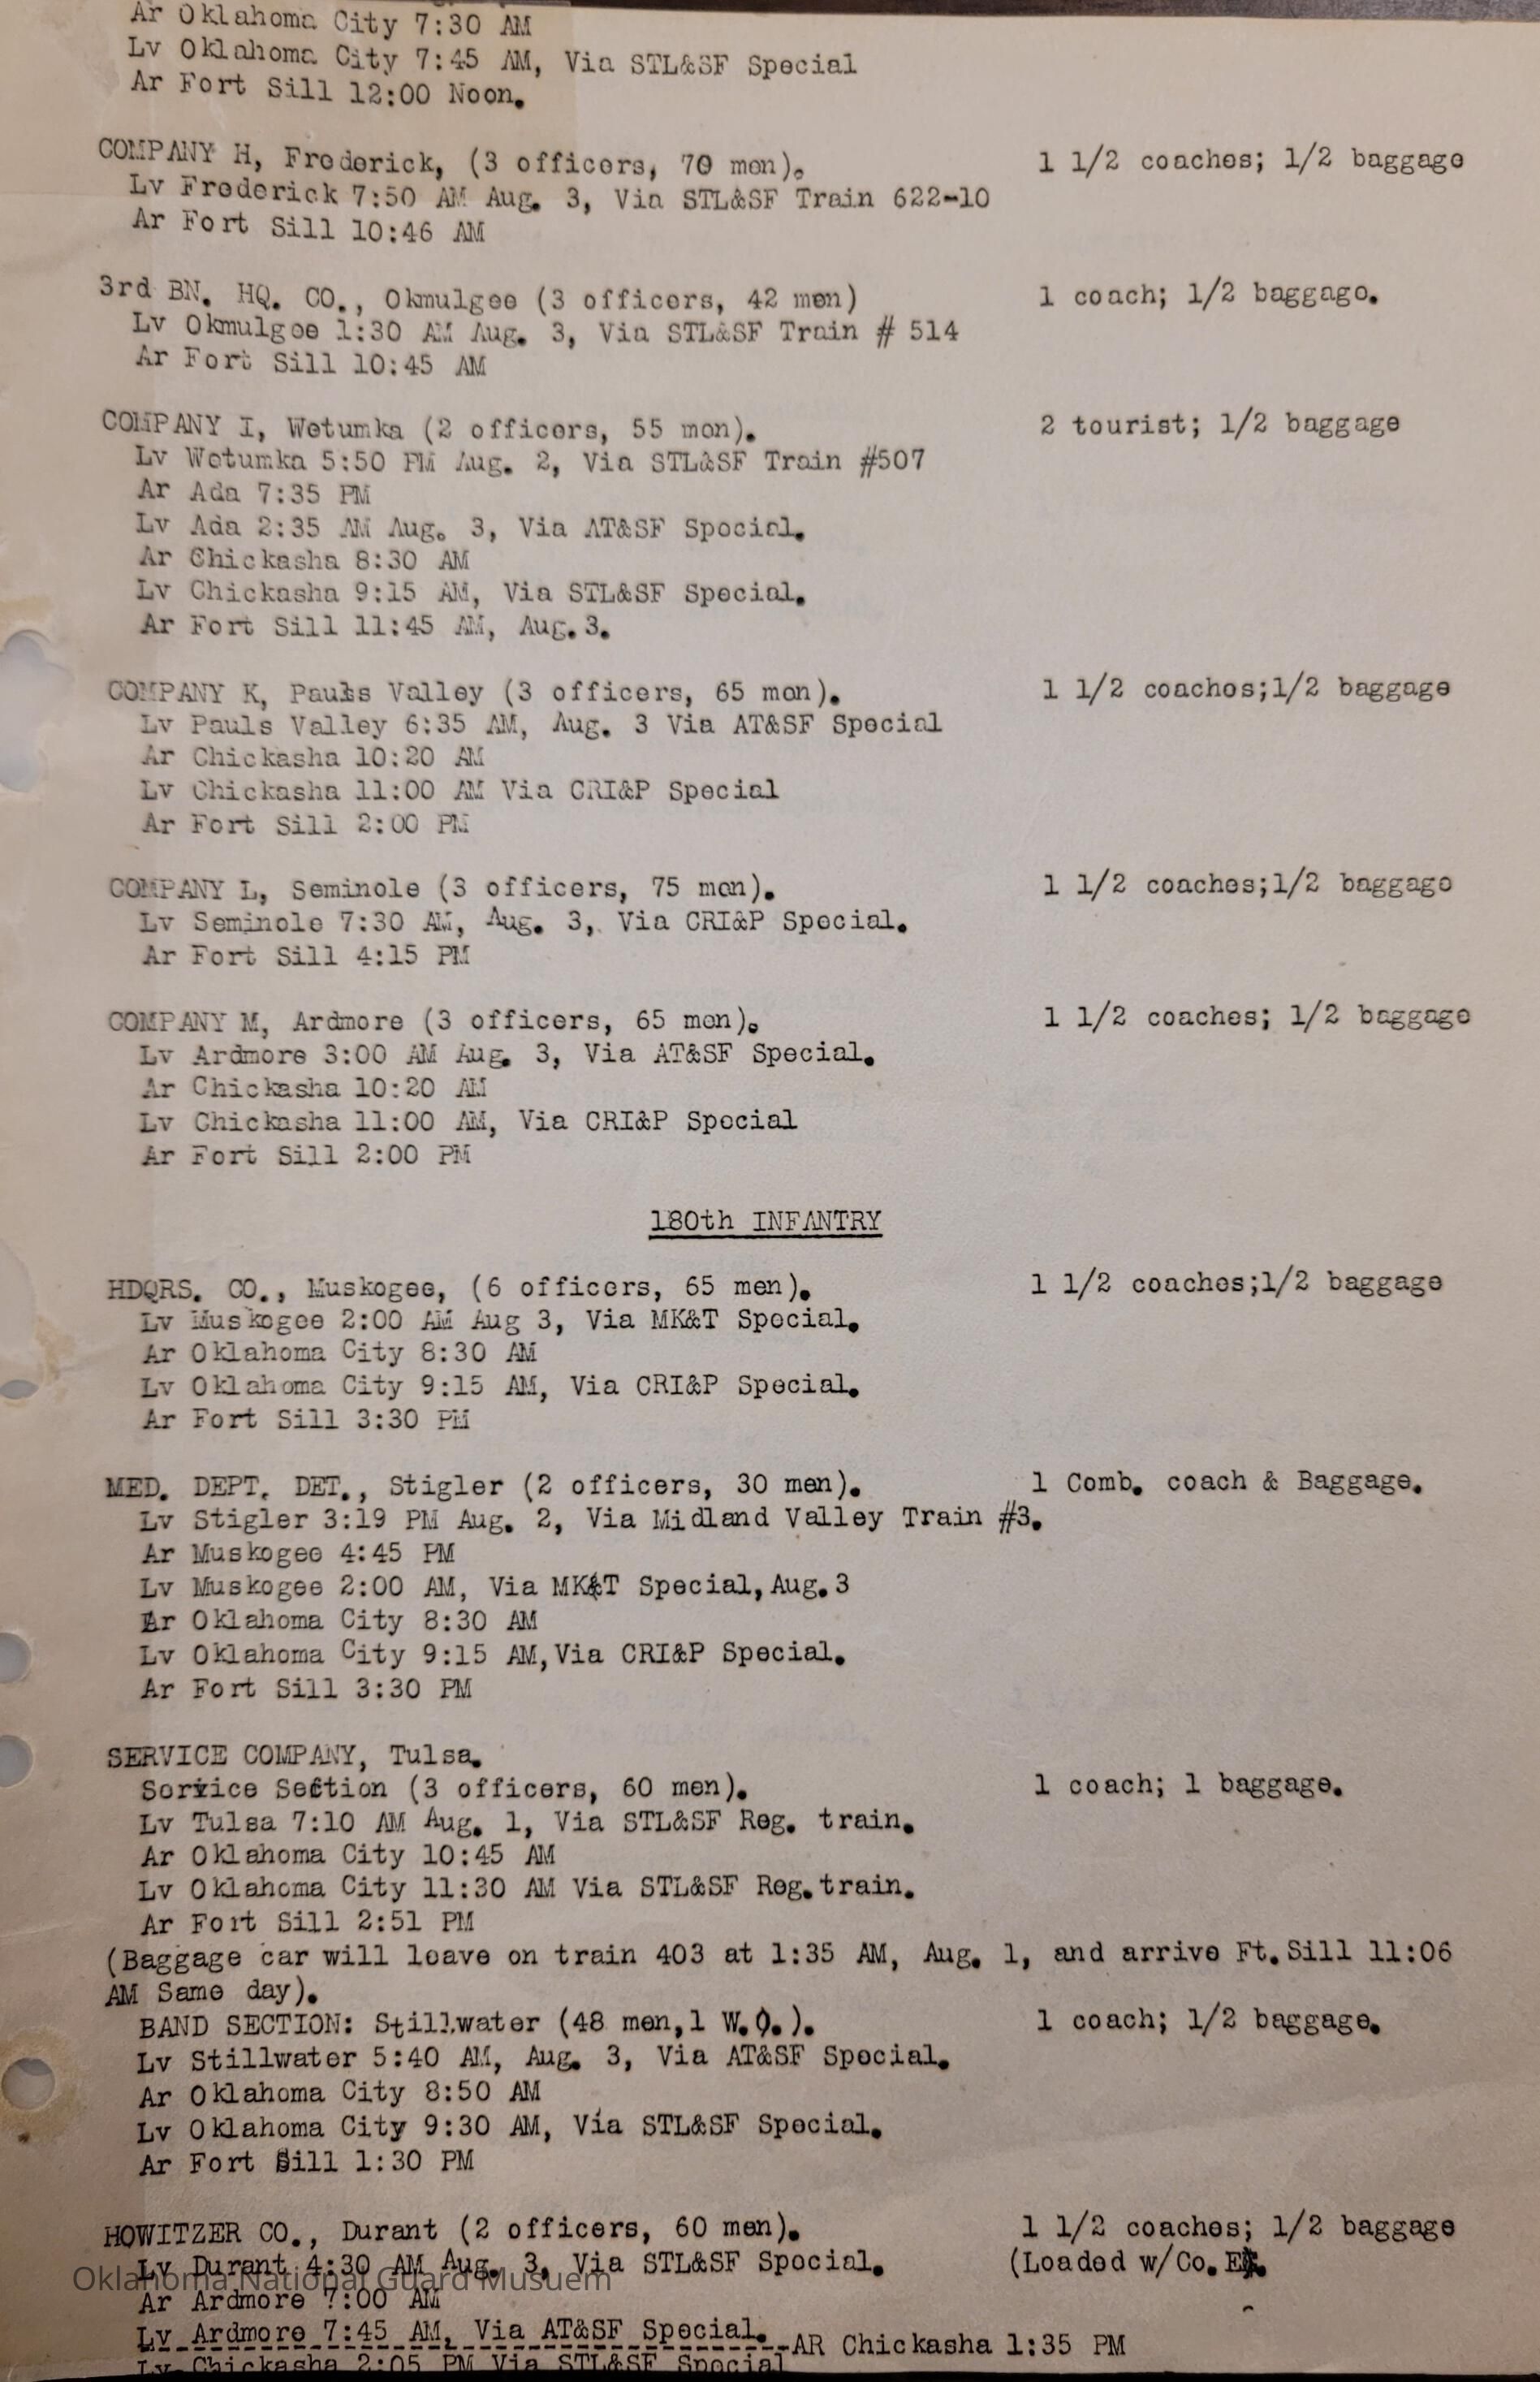 Ar Oklahoma City 7:30 AM
Lv Oklahoma City 7:45 AM, Via STL&SF Special
Ar Fort Sill 12:00 Noon.
COMPANY H, Frederick, (3 officers, 70 men). 1 1/2 coaches; 1/2 baggage
Lv Frederick 7:50 AM Aug. 3, Via STL&SF Train 622-10
Ar Fort Sill 10:46 AM
3rd BN. HQ. CO., Okmulgee (3 officers, 42 men) 1 coach; 1/2 baggage.
Lv Okmulgee 1:30 AM Aug. 3, Via STL&SF Train # 514
Ar Fort Sill 10:45 AM
COMPANY I, Wetumka (2 officers, 55 men). 2 tourist; 1/2 baggage
Lv Wetumka 5:50 PM Aug. 2, Via STL&SF Train #507
Ar Ada 7:35 PM
Lv Ada 2:35 AM Aug. 3, Via AT&SF Special.
Ar Chickasha 8:30 AM
Lv Chickasha 9:15 AM, Via STL&SF Special.
Ar Fort Sill 11:45 AM, Aug.3.
COMPANY K, Pauls Valley (3 officers, 65 men). 1 1/2 coaches;1/2 baggage
Lv Pauls Valley 6:35 AM, Aug. 3 Via AT&SF Special
Ar Chickasha 10:20 AM
Lv Chickasha 11:00 AM Via CRI&P Special
Ar Fort Sill 2:00 PM
COMPANY L, Seminole (3 officers, 75 men). 1 1/2 coaches;1/2 baggage
Lv Seminole 7:30 AM, Aug. 3, Via CRI&P Special.
Ar Fort Sill 4:15 PM
COMPANY M, Ardmore (3 officers, 65 men). 1 1/2 coaches; 1/2 baggage
Lv Ardmore 3:00 AM Aug. 3, Via AT&SF Special.
Ar Chickasha 10:20 AM
Lv Chickasha 11:00 AM, Via CRI&P Special
Ar Fort Sill 2:00 PM
180th INFANTRY
HDQRS. CO., Muskogee, (6 officers, 65 men). 1 1/2 coaches;1/2 baggage
Lv Muskogee 2:00 AM Aug 3, Via MK&T Special.
Ar Oklahoma City 8:30 AM
Lv Oklahoma City 9:15 AM, Via CRI&P Special.
Ar Fort Sill 3:30 PM
MED. DEPT. DET., Stigler (2 officers, 30 men). 1 Comb. coach & Baggage.
Lv Stigler 3:19 PM Aug. 2, Via Midland Valley Train #3.
Ar Muskogee 4:45 PM
Lv Muskogee 2:00 AM, Via MK&T Special, Aug.3
Ar Oklahoma City 8:30 AM
Lv Oklahoma City 9:15 AM,Via CRI&P Special.
Ar Fort Sill 3:30 PM
SERVICE COMPANY, Tulsa.
Service Section (3 officers, 60 men). 1 coach; 1 baggage.
Lv Tulsa 7:10 AM Aug. 1, Via STL&SF Reg. train.
Ar Oklahoma City 10:45 AM
Lv Oklahoma City 11:30 AM Via STL&SF Reg.train.
Ar Fort Sill 2:51 PM
(Baggage car will leave on train 403 at 1:35 AM, Aug. 1, and arrive Ft.Sill 11:06
AM Same day).
BAND SECTION: Stillwater (48 men,1 W.O.). 1 coach; 1/2 baggage.
Lv Stillwater 5:40 AM, Aug. 3, Via AT&SF Special.
Ar Oklahoma City 8:50 AM
Lv Oklahoma City 9:30 AM, Via STL&SF Special.
Ar Fort Sill 1:30 PM
HOWITZER CO., Durant (2 officers, 60 men). 1 1/2 coaches; 1/2 baggage
Lv Durant 4:30 AM Aug. 3, Via STL&SF Special. (Loaded w/Co.E).
Oklahoma National Guard Musuem
Ar Ardmore 7:00 AM
Lv Ardmore 7:45 AM, Via AT&SF Special. AR Chickasha 1:35 PM
Lv Chickasha 2:05 PM Via STL&SF Special